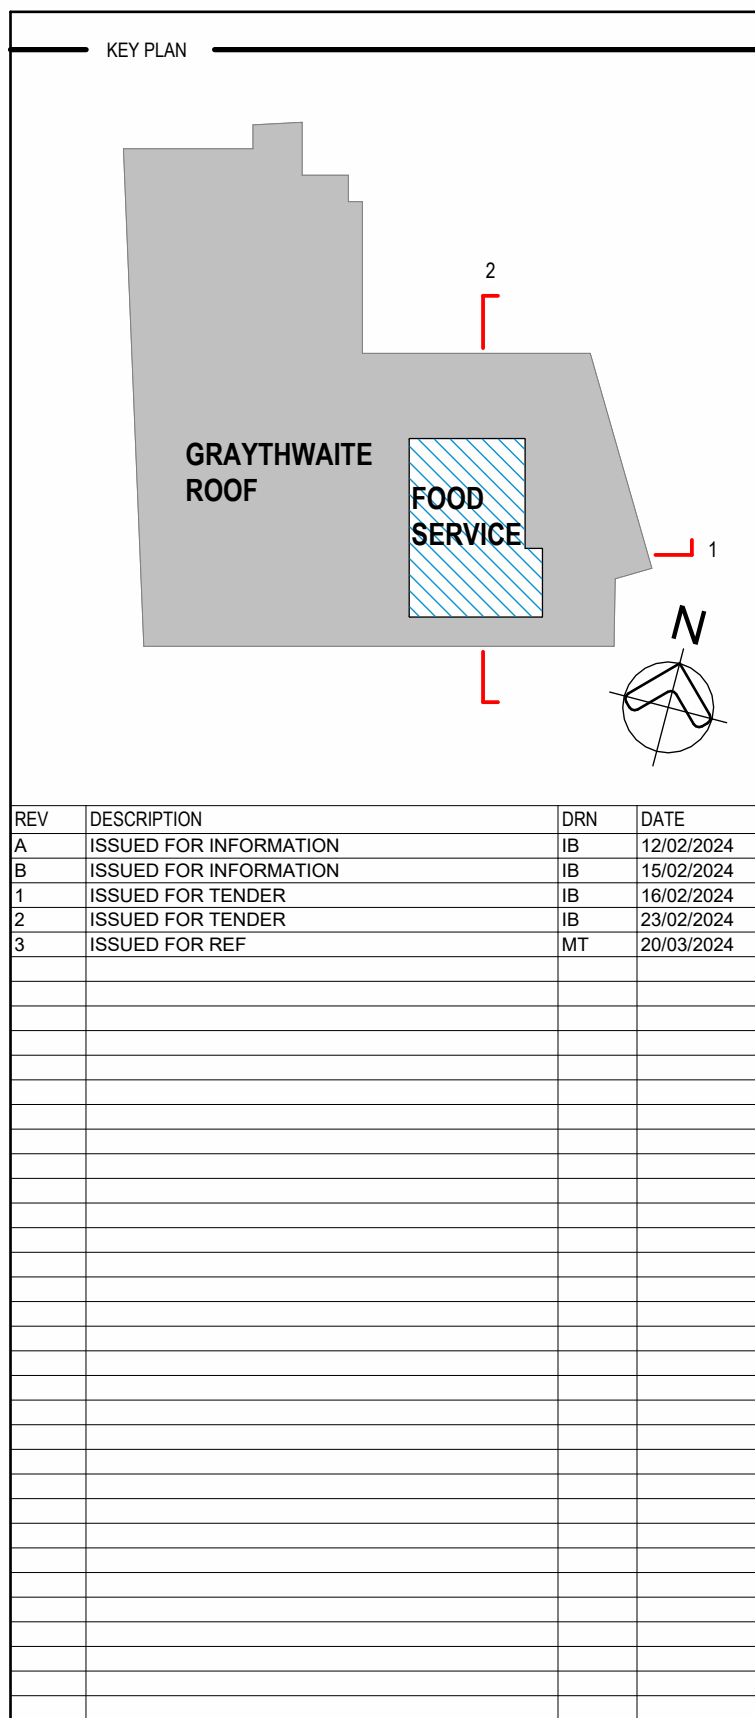 KEY PLAN
2
GRAYTHWAITE
ROOF
FOOD
SERVICE
1
N
REV DESCRIPTION DRN DATE
A ISSUED FOR INFORMATION IB 12/02/2024
B ISSUED FOR INFORMATION IB 15/02/2024
1 ISSUED FOR TENDER IB 16/02/2024
2 ISSUED FOR TENDER IB 23/02/2024
3 ISSUED FOR REF MT 20/03/2024